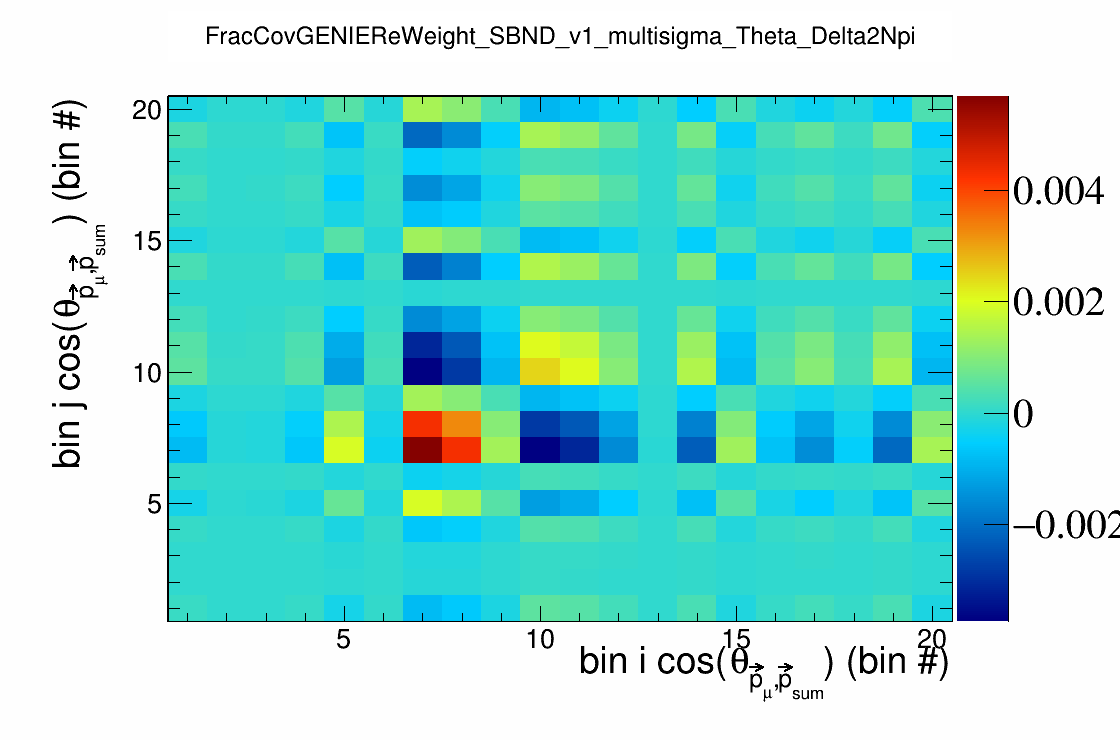 FracCovGENIEReWeight_SBND_v1_multisigma_Theta_Delta2Npi
bin j cos(θ p⃗μ,p⃗sum) (bin #)
20
15
10
5
0.004
0.002
0
−0.002
5 10 15 20
bin i cos(θ p⃗μ,p⃗sum) (bin #)